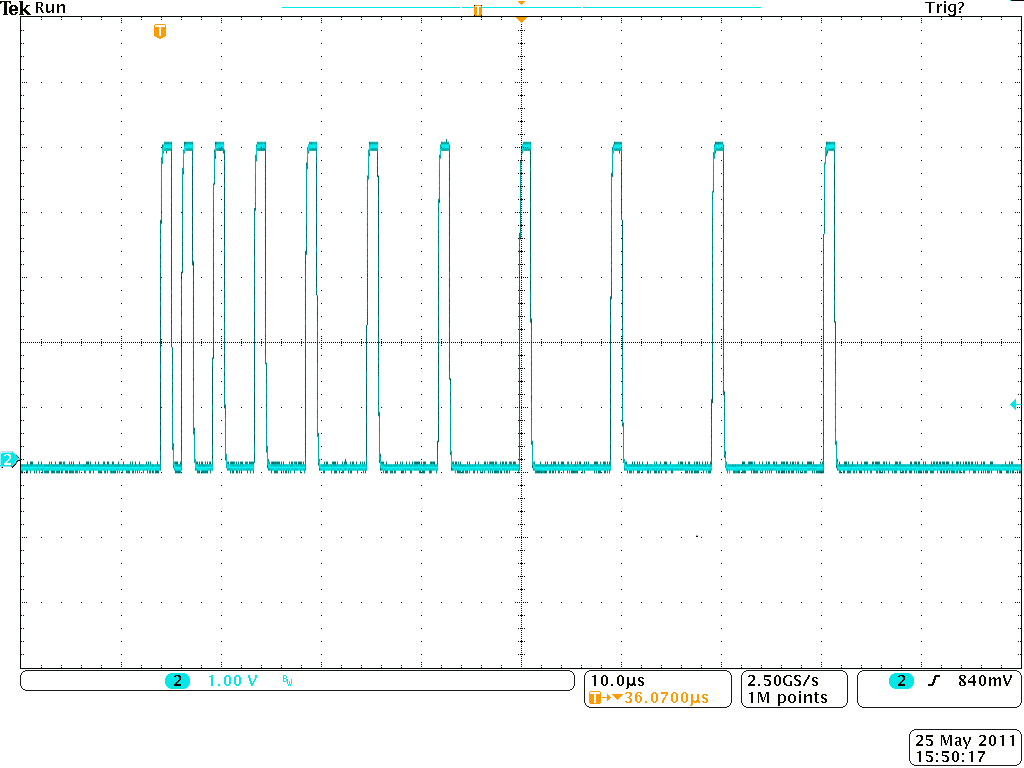 Tek Run Trig?
T
T
2
2 1.00 V BW 10.0µs 2.50GS/s 2 840mV
T→▼36.0700µs 1M points
25 May 2011
15:50:17